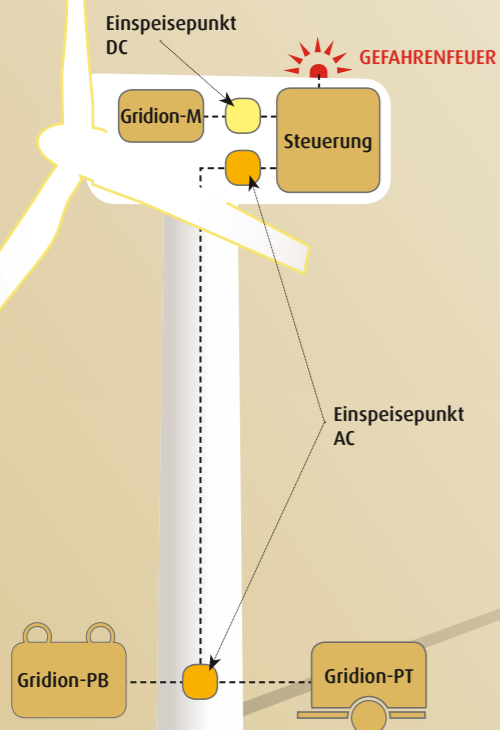 Einspeisepunkt
DC
GEFAHRENFEUER
Gridion-M
Steuerung
Einspeisepunkt
AC
Gridion-PB
Gridion-PT